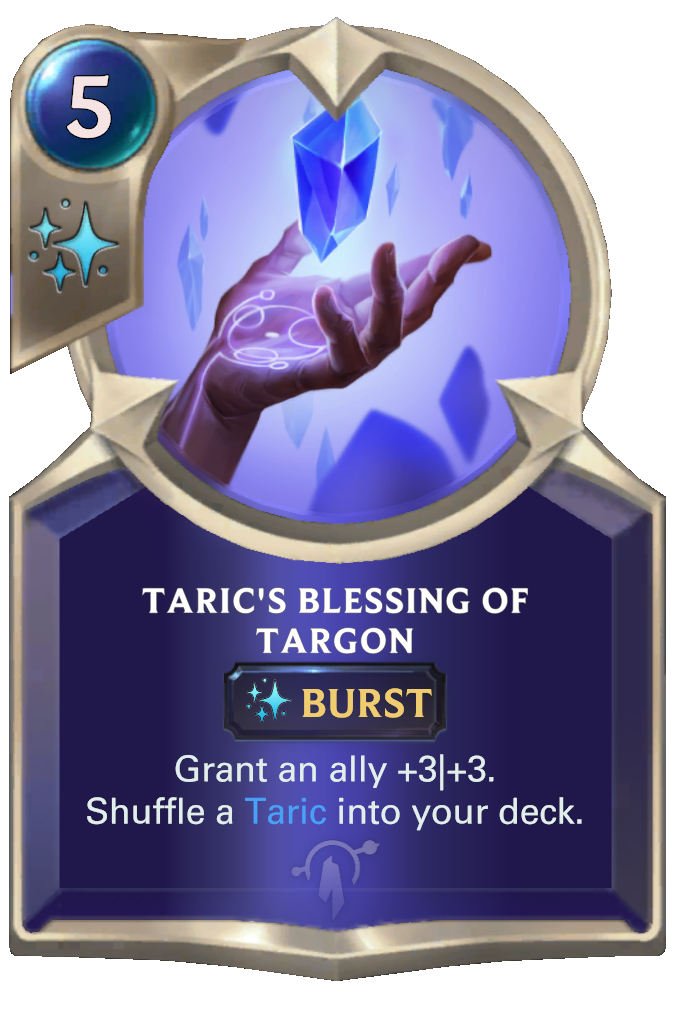 5
TARIC'S BLESSING OF
TARGON
BURST
Grant an ally +3|+3.
Shuffle a Taric into your deck.